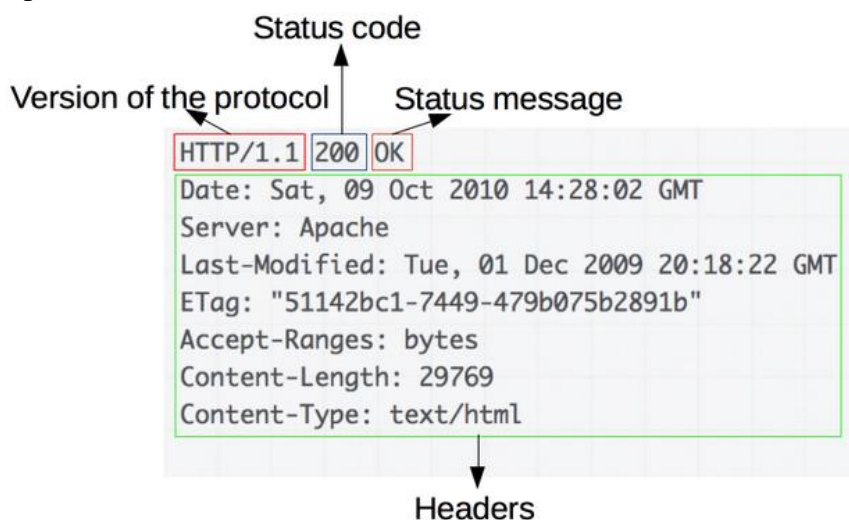 Status code
Version of the protocol Status message
HTTP/1.1 200 OK
Date: Sat, 09 Oct 2010 14:28:02 GMT
Server: Apache
Last-Modified: Tue, 01 Dec 2009 20:18:22 GMT
ETag: "51142bc1-7449-479b075b2891b"
Accept-Ranges: bytes
Content-Length: 29769
Content-Type: text/html
Headers